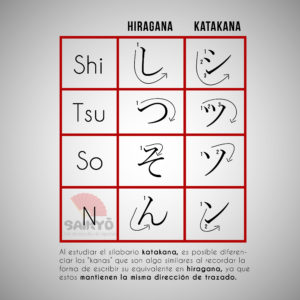 HIRAGANA KATAKANA
Shi し シ
Tsu つ ツ
So そ ソ
N ん ン
SAIKYŌ
Al estudiar el silabario katakana, es posible diferen-
ciar los "kanas" que son algo similares al recordar la
forma de escribir su equivalente en hiragana, ya que
estos mantienen la misma dirección de trazado.